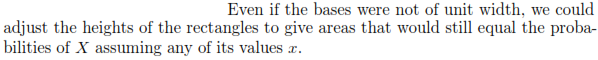 Even if the bases were not of unit width, we could
adjust the heights of the rectangles to give areas that would still equal the proba-
bilities of X assuming any of its values x.